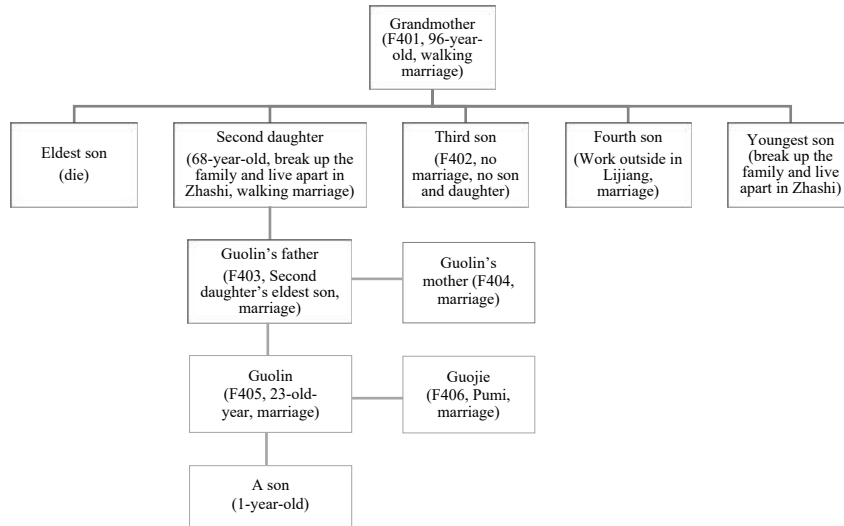 Grandmother
(F401, 96-year-
old, walking
marriage)
Eldest son
(die)
Second daughter
(68-year-old, break up the
family and live apart in
Zhashi, walking marriage)
Third son
(F402, no
marriage, no son
and daughter)
Fourth son
(Work outside in
Lijiang,
marriage)
Youngest son
(break up the
family and live
apart in Zhashi)
Guolin’s father
(F403, Second
daughter’s eldest son,
marriage)
Guolin’s
mother (F404,
marriage)
Guolin
(F405, 23-old-
year, marriage)
Guojie
(F406, Pumi,
marriage)
A son
(1-year-old)